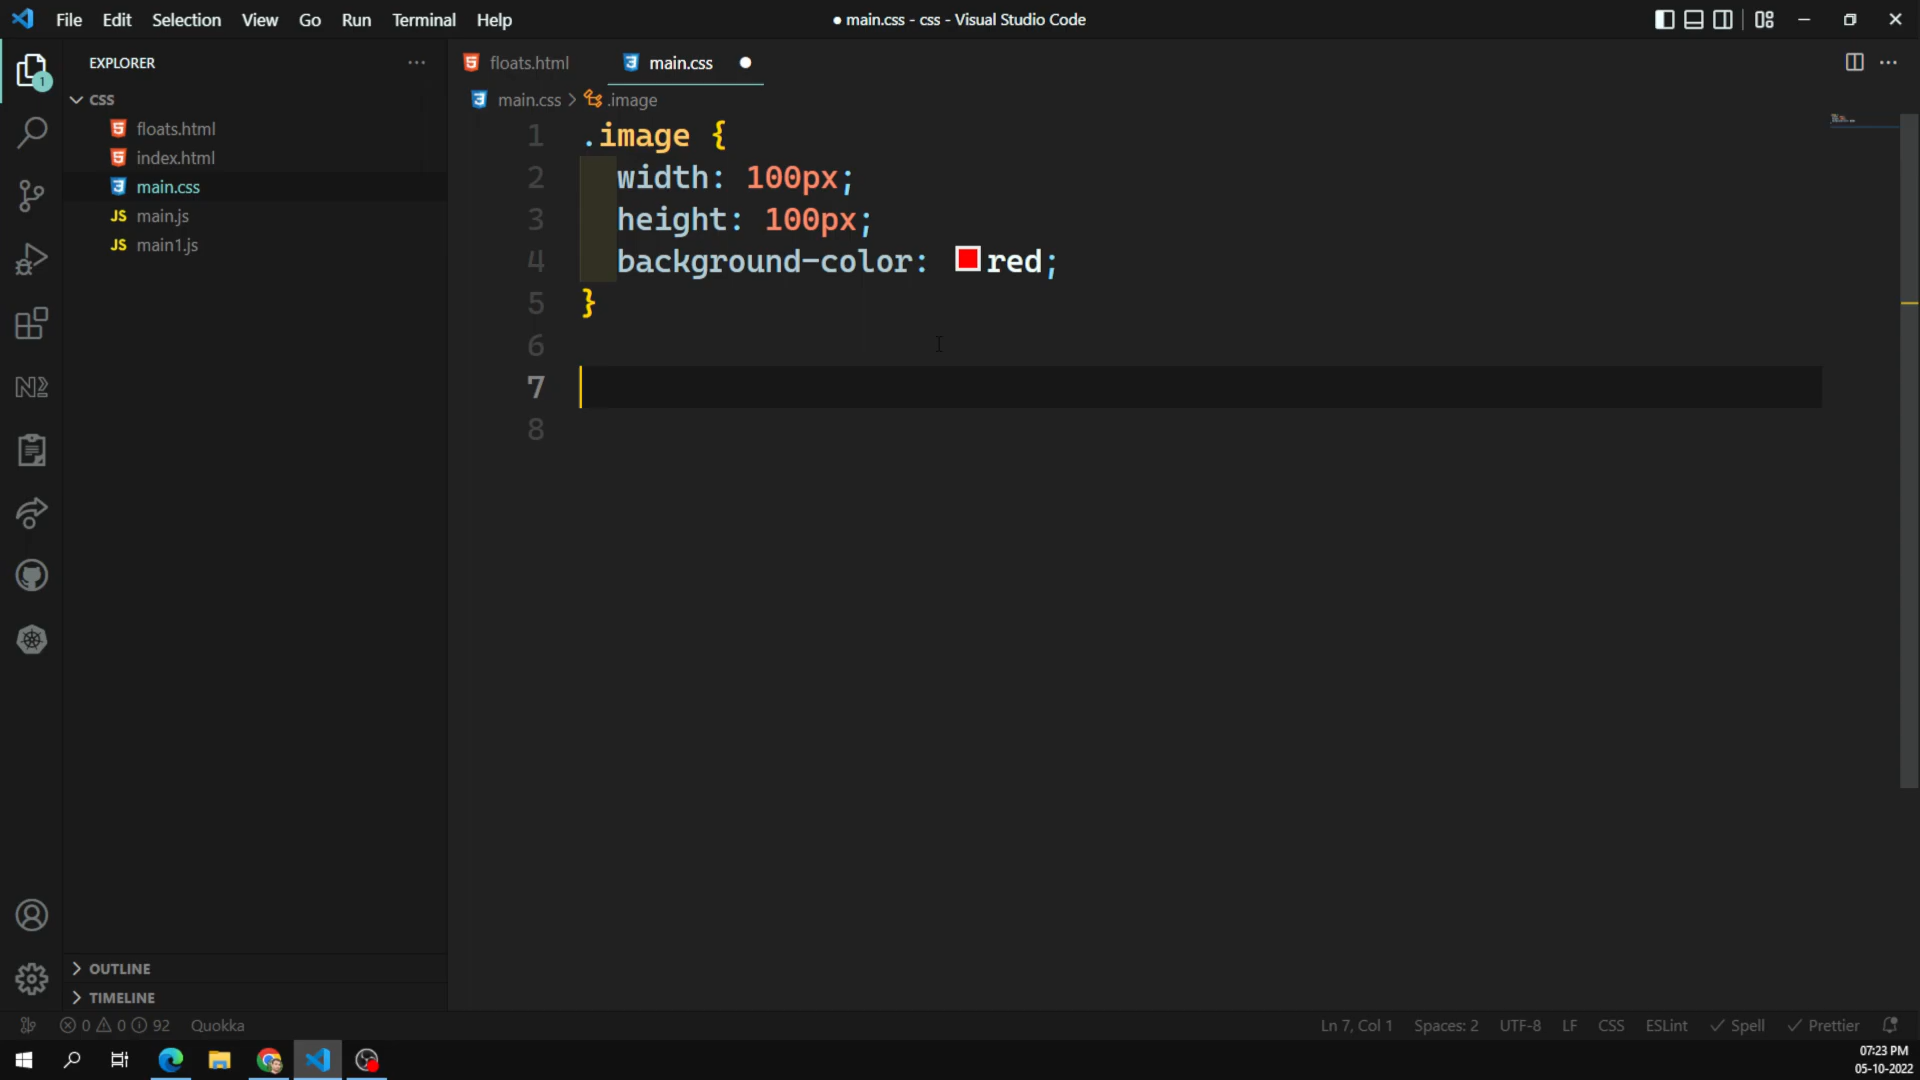 File Edit Selection View Go Run Terminal Help
● main.css - css - Visual Studio Code
EXPLORER
CSS
floats.html
index.html
main.css
JS main.js
JS main1.js
OUTLINE
TIMELINE
floats.html
main.css
main.css > .image
1 .image {
2 width: 100px;
3 height: 100px;
4 background-color: red;
5 }
6
7
8
1
0 0 92 Quokka
Ln 7, Col 1 Spaces: 2 UTF-8 LF CSS ESLint Spell Prettier
07:23 PM
05-10-2022